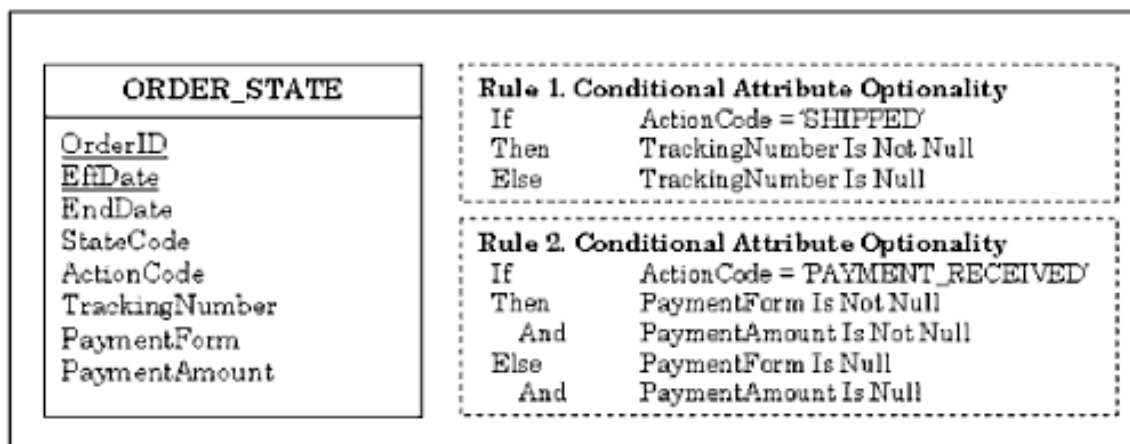 ORDER_STATE
OrderID
EffDate
EndDate
StateCode
ActionCode
TrackingNumber
PaymentForm
PaymentAmount
Rule 1. Conditional Attribute Optionality
If ActionCode = 'SHIPPED'
Then TrackingNumber Is Not Null
Else TrackingNumber Is Null
Rule 2. Conditional Attribute Optionality
If ActionCode = 'PAYMENT_RECEIVED'
Then PaymentForm Is Not Null
And PaymentAmount Is Not Null
Else PaymentForm Is Null
And PaymentAmount Is Null